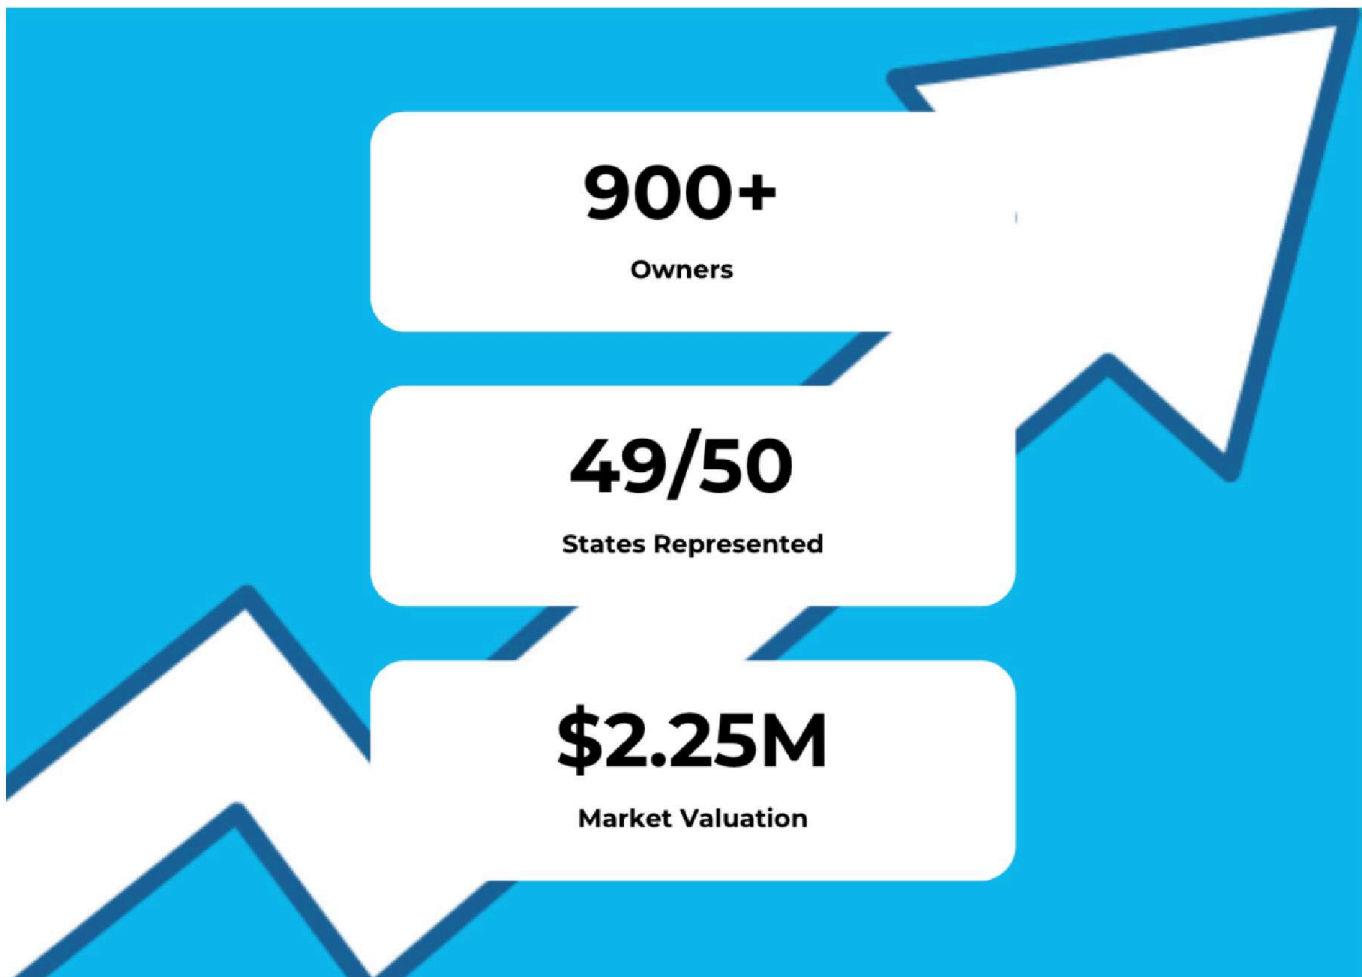 900+
Owners
49/50
States Represented
$2.25M
Market Valuation